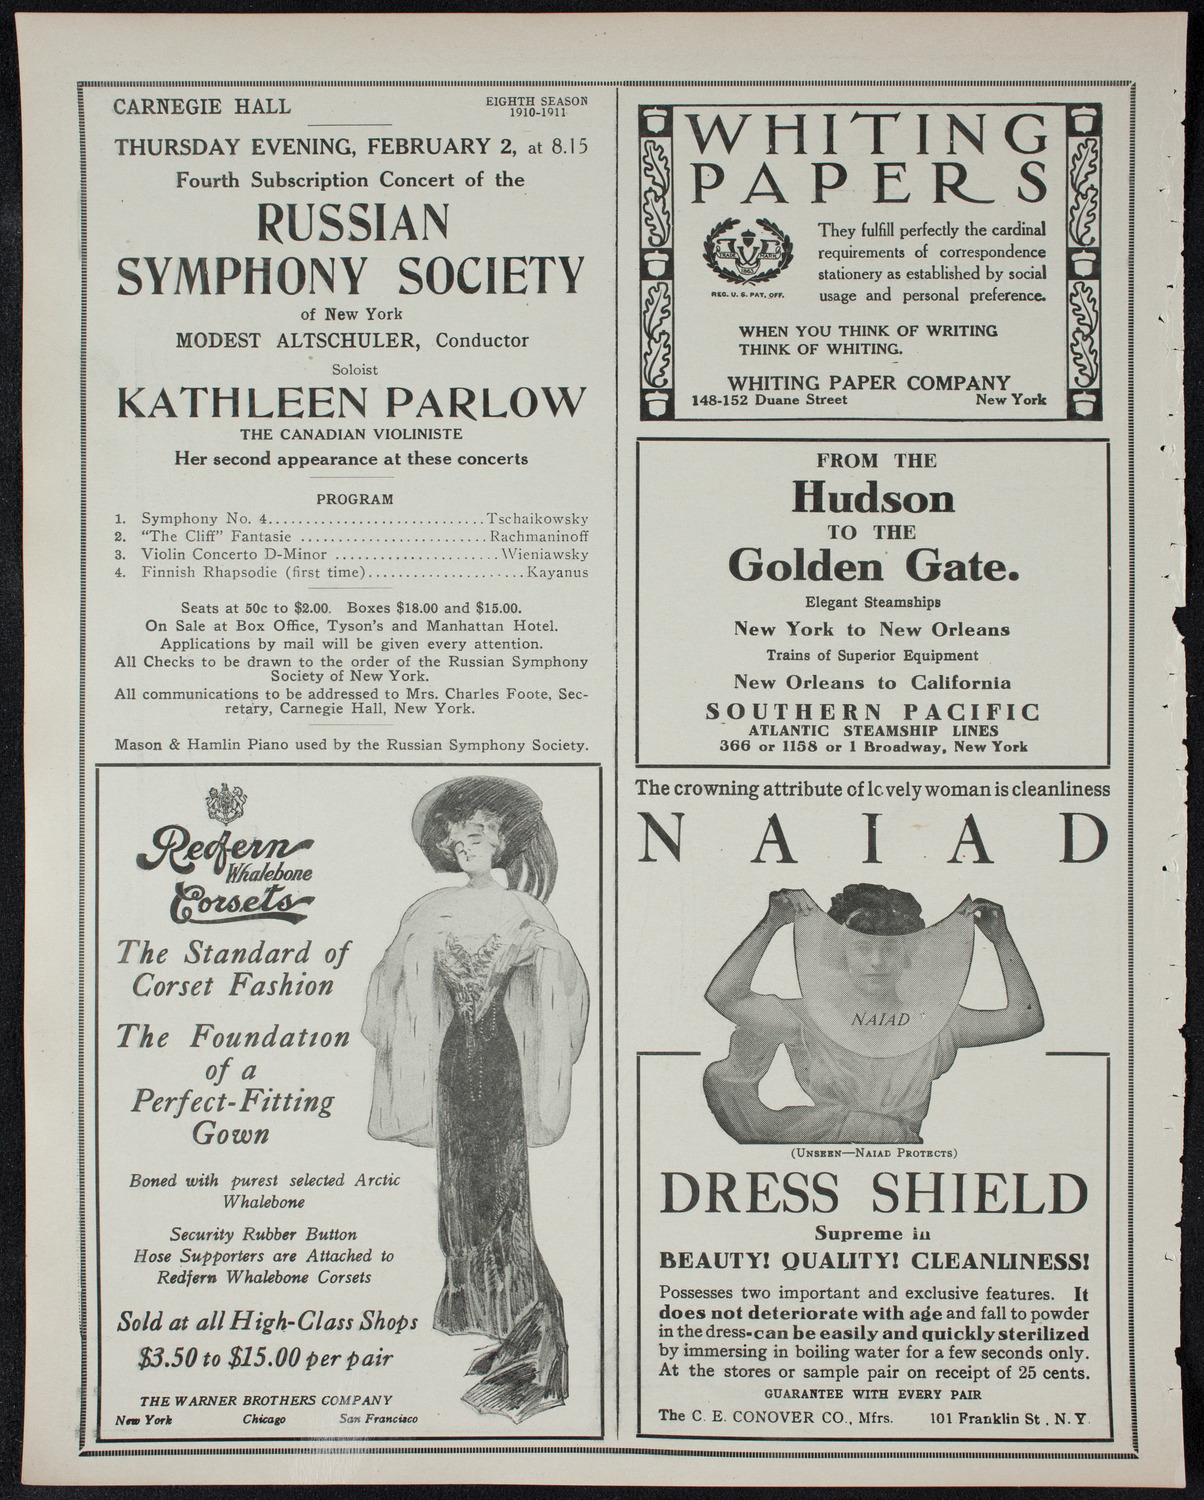 CARNEGIE HALL
EIGHTH SEASON
1910-1911
THURSDAY EVENING, FEBRUARY 2, at 8.15
Fourth Subscription Concert of the
RUSSIAN
SYMPHONY SOCIETY
of New York
MODEST ALTSCHULER, Conductor
Soloist
KATHLEEN PARLOW
THE CANADIAN VIOLINISTE
Her second appearance at these concerts
PROGRAM
1. Symphony No. 4............................Tschaikowsky
2. "The Cliff" Fantasie ..........................Rachmaninoff
3. Violin Concerto D-Minor ......................Wieniawsky
4. Finnish Rhapsodie (first time).....................Kayanus
Seats at 50c to $2.00. Boxes $18.00 and $15.00.
On Sale at Box Office, Tyson's and Manhattan Hotel.
Applications by mail will be given every attention.
All Checks to be drawn to the order of the Russian Symphony
Society of New York.
All communications to be addressed to Mrs. Charles Foote, Sec-
retary, Carnegie Hall, New York.
Mason & Hamlin Piano used by the Russian Symphony Society.
Redfern
Whalebone
Corsets
The Standard of
Corset Fashion
The Foundation
of a
Perfect-Fitting
Gown
Boned with purest selected Arctic
Whalebone
Security Rubber Button
Hose Supporters are Attached to
Redfern Whalebone Corsets
Sold at all High-Class Shops
$3.50 to $15.00 per pair
THE WARNER BROTHERS COMPANY
New York Chicago San Francisco
WHITING
PAPERS
TRADE MARK
1865
REG. U. S. PAT. OFF.
They fulfill perfectly the cardinal
requirements of correspondence
stationery as established by social
usage and personal preference.
WHEN YOU THINK OF WRITING
THINK OF WHITING.
WHITING PAPER COMPANY
148-152 Duane Street New York
FROM THE
Hudson
TO THE
Golden Gate.
Elegant Steamships
New York to New Orleans
Trains of Superior Equipment
New Orleans to California
SOUTHERN PACIFIC
ATLANTIC STEAMSHIP LINES
366 or 1158 or 1 Broadway, New York
The crowning attribute of lovely woman is cleanliness
NAIAD
NAIAD
(UNSEEN—NAIAD PROTECTS)
DRESS SHIELD
Supreme in
BEAUTY! QUALITY! CLEANLINESS!
Possesses two important and exclusive features. It
does not deteriorate with age and fall to powder
in the dress-can be easily and quickly sterilized
by immersing in boiling water for a few seconds only.
At the stores or sample pair on receipt of 25 cents.
GUARANTEE WITH EVERY PAIR
The C. E. CONOVER CO., Mfrs. 101 Franklin St., N. Y.